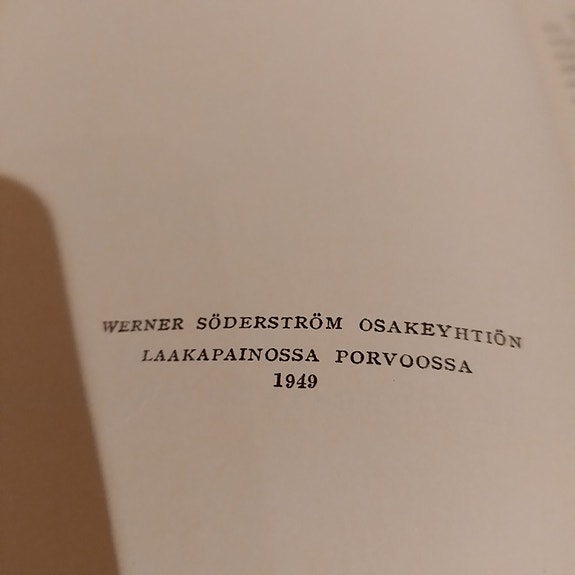 WERNER SÖDERSTRÖM OSAKEYHTIÖN
LAAKAPAINOSSA PORVOOSSA
1949